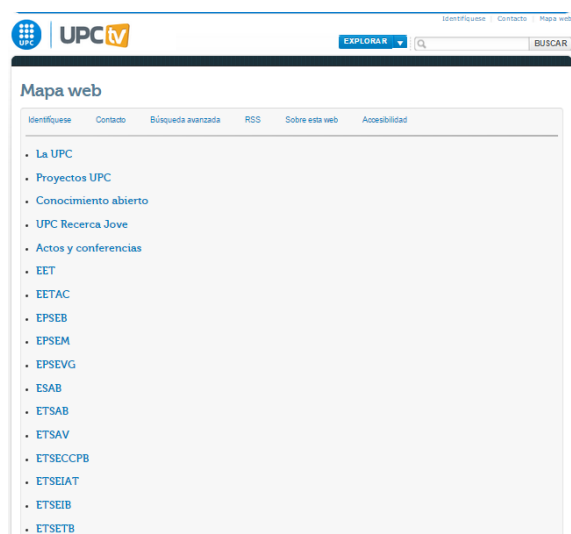 Identifíquese | Contacto | Mapa web
UPC UPC tv
EXPLORAR BUSCAR
Mapa web
Identifíquese Contacto Búsqueda avanzada RSS Sobre esta web Accesibilidad
• La UPC
• Proyectos UPC
• Conocimiento abierto
• UPC Recerca Jove
• Actos y conferencias
• EET
• EETAC
• EPSEB
• EPSEM
• EPSEVG
• ESAB
• ETSAB
• ETSAV
• ETSECCPB
• ETSEIAT
• ETSEIB
• ETSETB